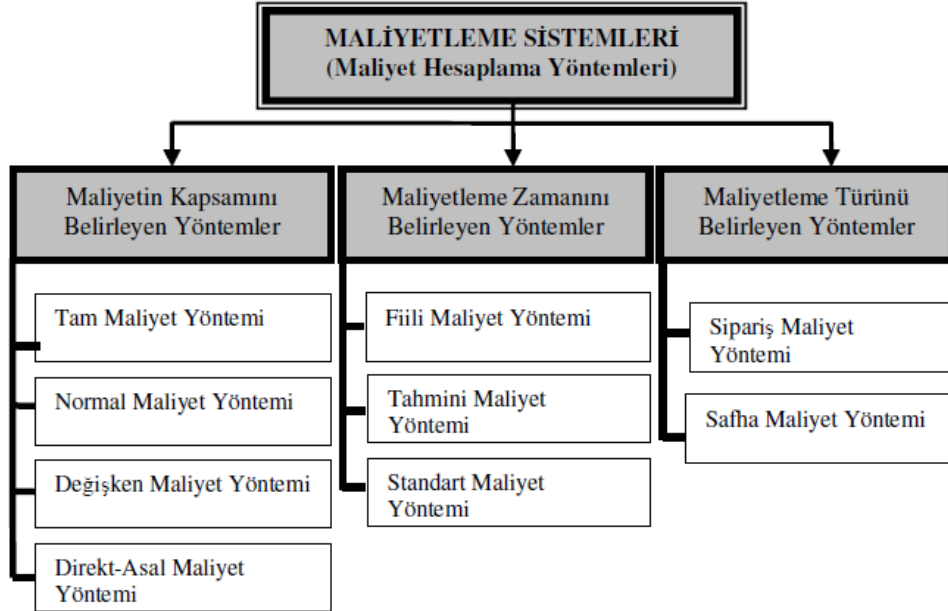 MALİYETLEME SİSTEMLERİ
(Maliyet Hesaplama Yöntemleri)
Maliyetin Kapsamını
Belirleyen Yöntemler
Tam Maliyet Yöntemi
Normal Maliyet Yöntemi
Değişken Maliyet Yöntemi
Direkt-Asal Maliyet
Yöntemi
Maliyetleme Zamanını
Belirleyen Yöntemler
Fiili Maliyet Yöntemi
Tahmini Maliyet
Yöntemi
Standart Maliyet
Yöntemi
Maliyetleme Türünü
Belirleyen Yöntemler
Sipariş Maliyet
Yöntemi
Safha Maliyet Yöntemi